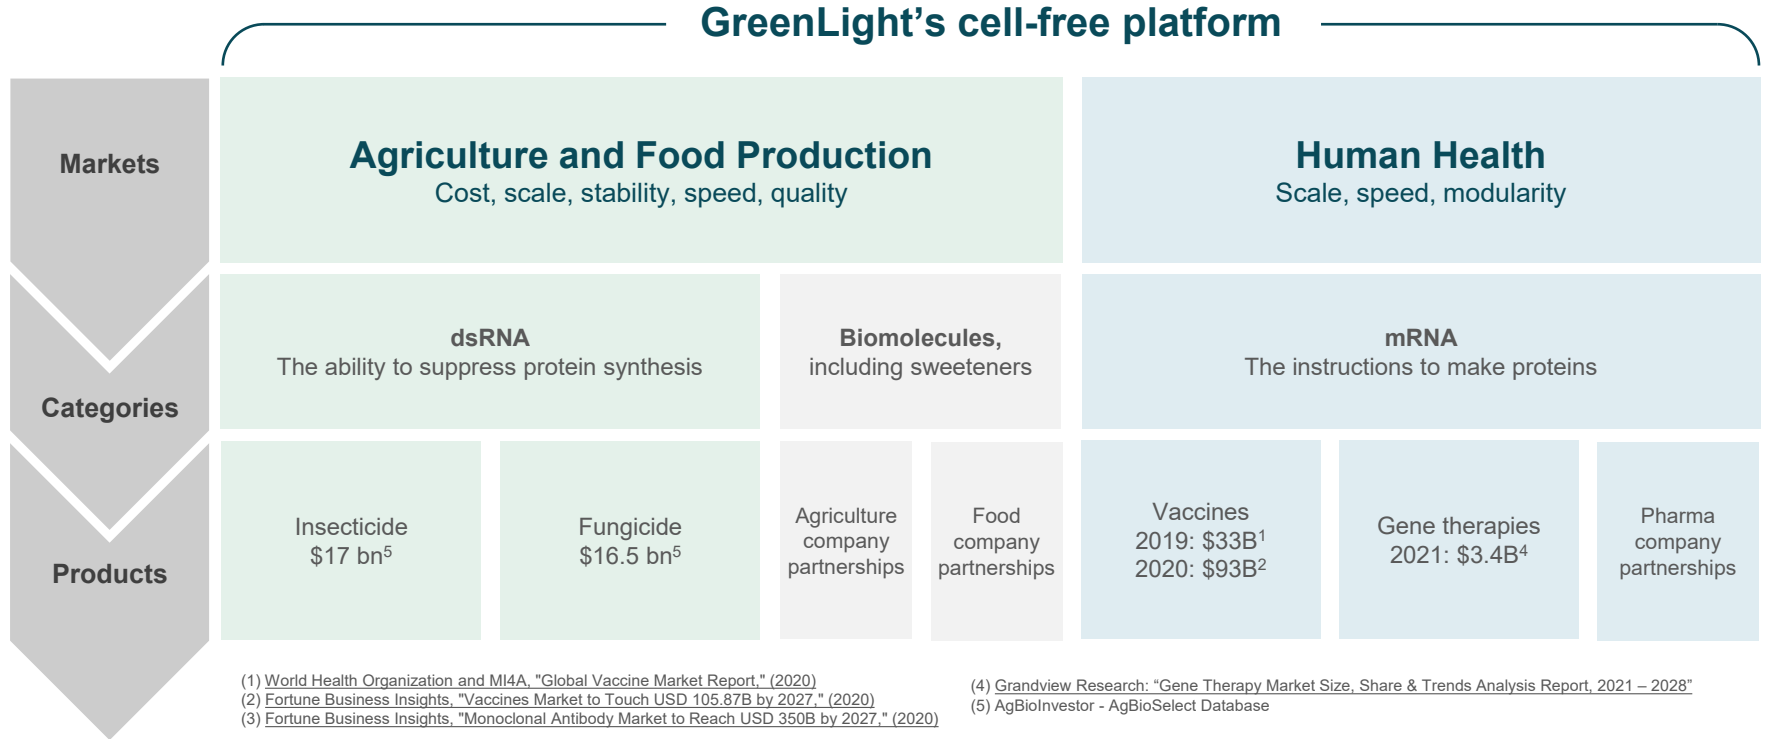 GreenLight’s cell-free platform
Markets
Agriculture and Food Production
Cost, scale, stability, speed, quality
Human Health
Scale, speed, modularity
Categories
dsRNA
The ability to suppress protein synthesis
Biomolecules,
including sweeteners
mRNA
The instructions to make proteins
Products
Insecticide
$17 bn5
Fungicide
$16.5 bn5
Agriculture
company
partnerships
Food
company
partnerships
Vaccines
2019: $33B1
2020: $93B2
Gene therapies
2021: $3.4B4
Pharma
company
partnerships
(1) World Health Organization and MI4A, "Global Vaccine Market Report," (2020)
(2) Fortune Business Insights, "Vaccines Market to Touch USD 105.87B by 2027," (2020)
(3) Fortune Business Insights, "Monoclonal Antibody Market to Reach USD 350B by 2027," (2020)
(4) Grandview Research: “Gene Therapy Market Size, Share & Trends Analysis Report, 2021 – 2028”
(5) AgBioInvestor - AgBioSelect Database